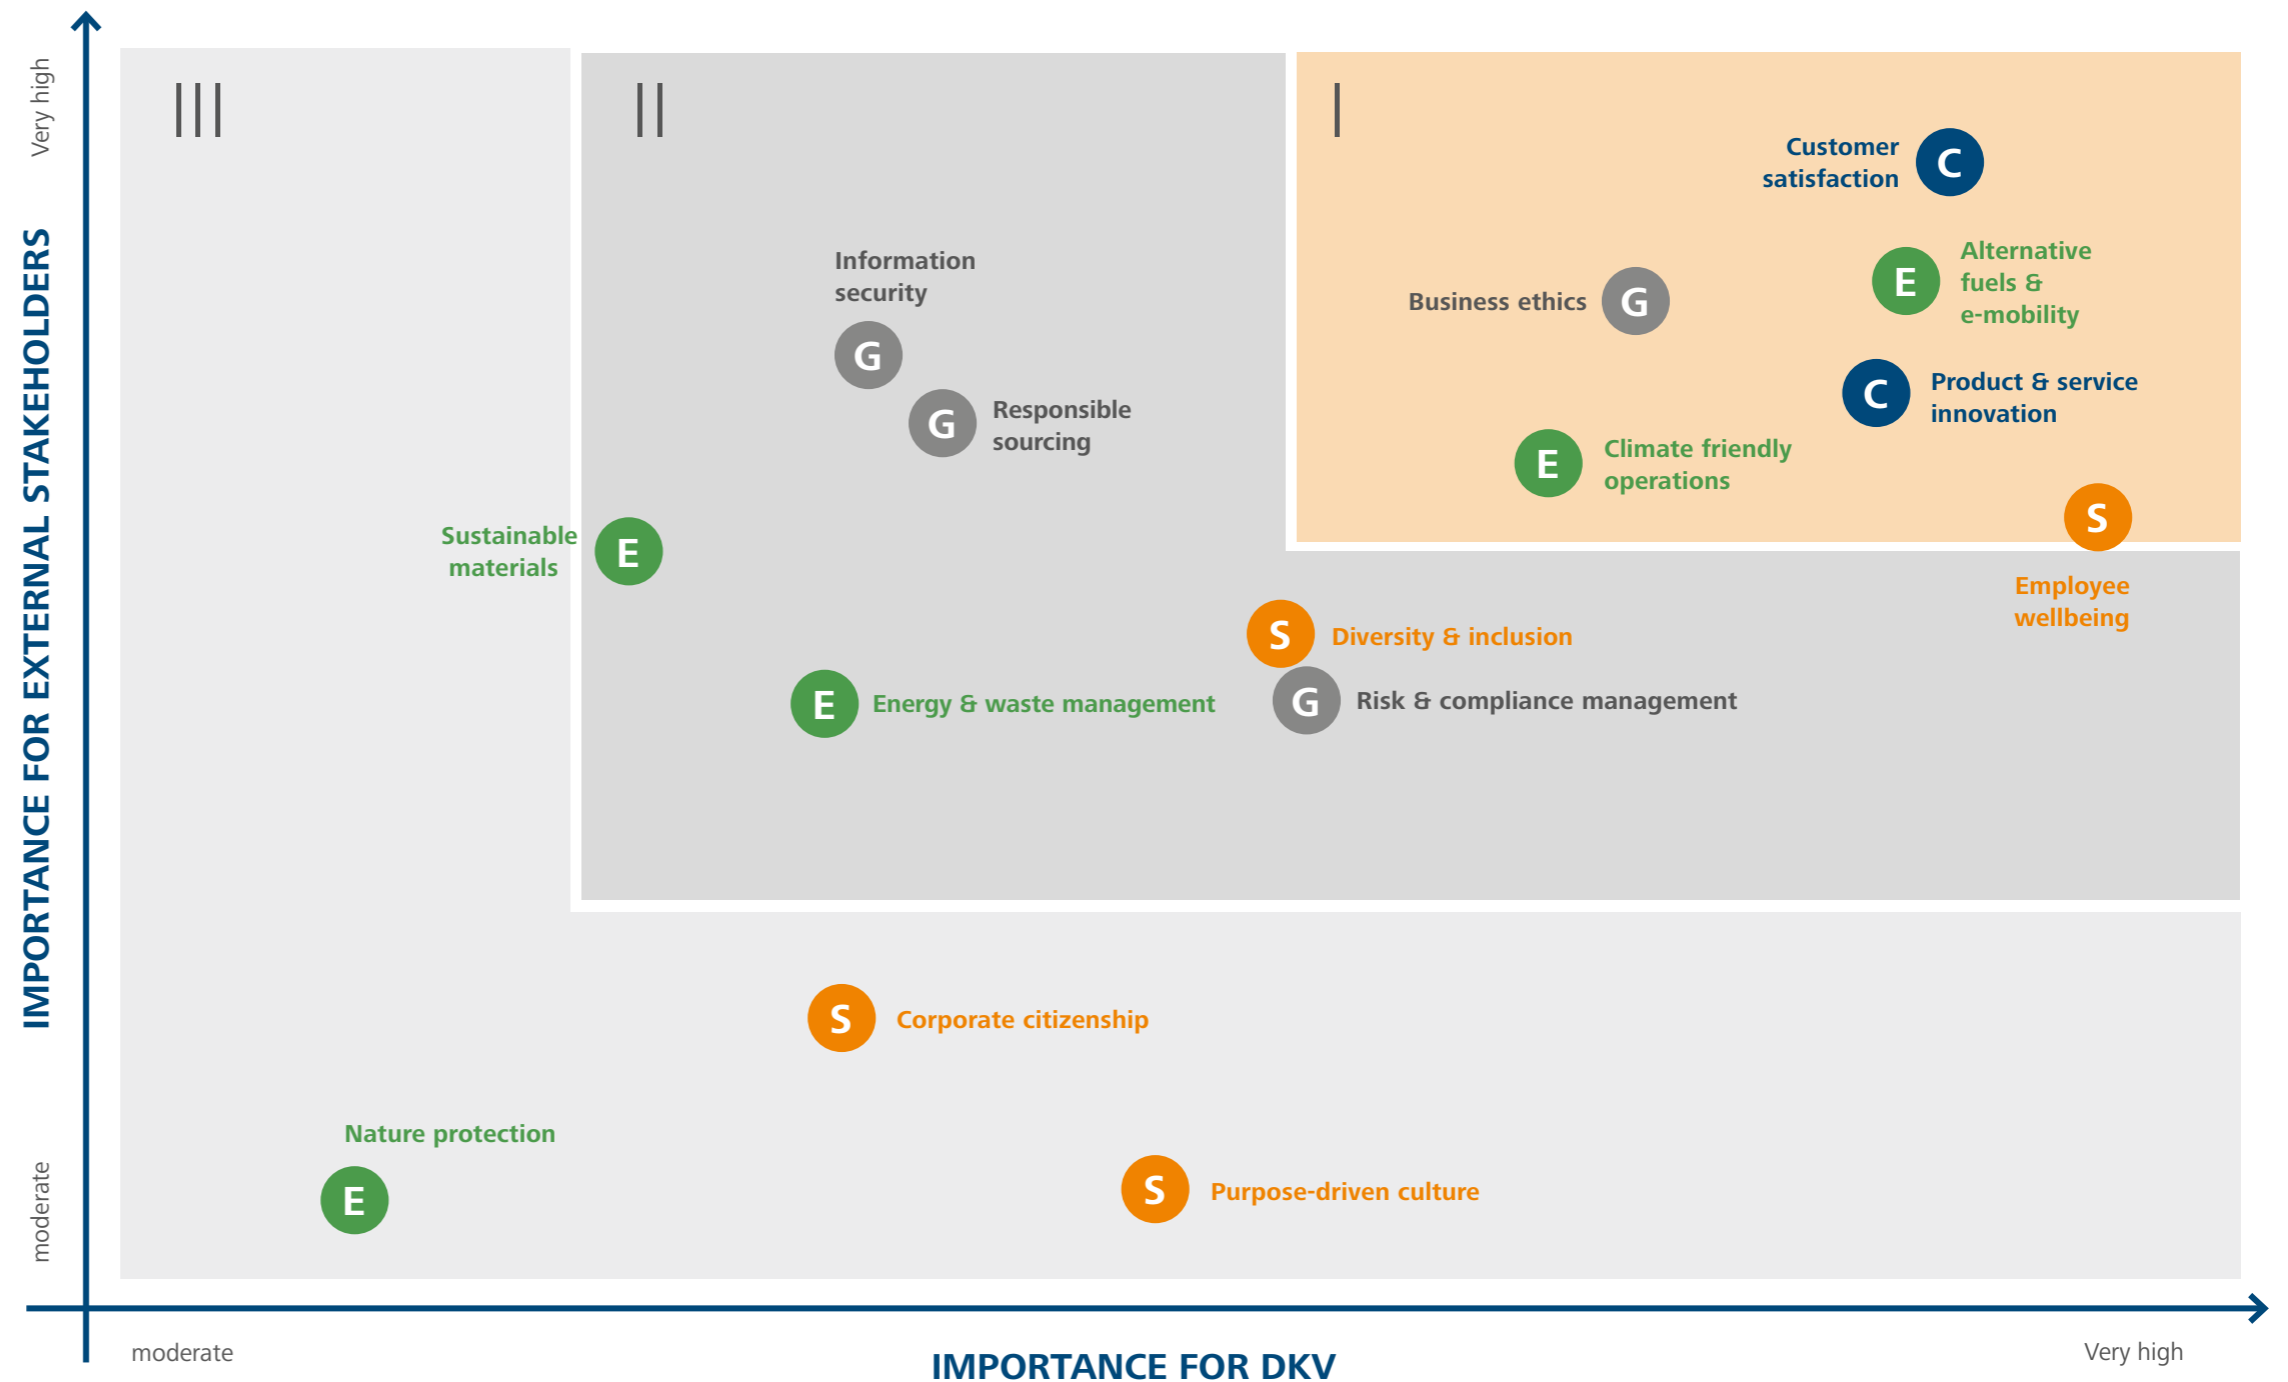 Very high
IMPORTANCE FOR EXTERNAL STAKEHOLDERS
moderate
III
II
I
Customer
satisfaction
C
Alternative
fuels &
e-mobility
E
Information
security
G
Business ethics
G
Product & service
innovation
C
Responsible
sourcing
G
Climate friendly
operations
E
S
Employee
wellbeing
Sustainable
materials
E
S
Diversity & inclusion
E
Energy & waste management
G
Risk & compliance management
S
Corporate citizenship
Nature protection
E
S
Purpose-driven culture
moderate
IMPORTANCE FOR DKV
Very high